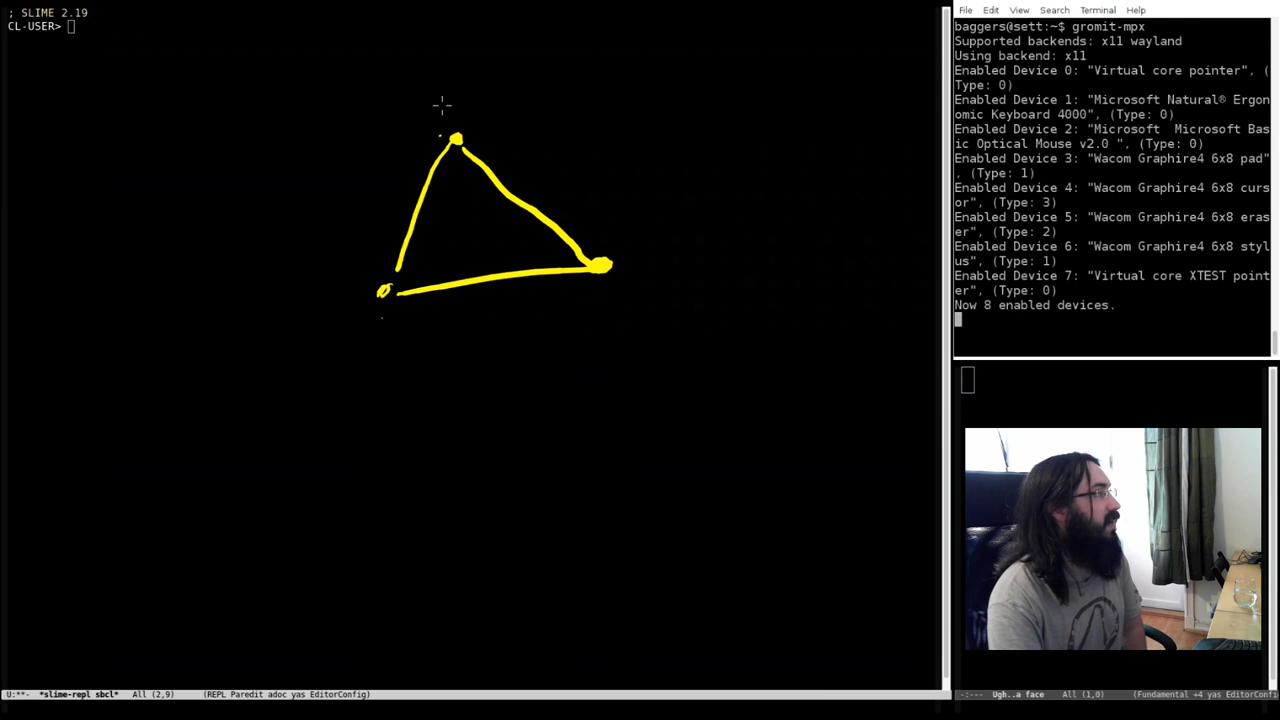 ; SLIME 2.19
CL-USER>
File Edit View Search Terminal Help
baggers@sett:~$ gromit-mpx
Supported backends: x11 wayland
Using backend: x11
Enabled Device 0: "Virtual core pointer", (
Type: 0)
Enabled Device 1: "Microsoft Natural® Ergon
omic Keyboard 4000", (Type: 0)
Enabled Device 2: "Microsoft  Microsoft Bas
ic Optical Mouse v2.0 ", (Type: 0)
Enabled Device 3: "Wacom Graphire4 6x8 pad"
, (Type: 1)
Enabled Device 4: "Wacom Graphire4 6x8 curs
or", (Type: 3)
Enabled Device 5: "Wacom Graphire4 6x8 eras
er", (Type: 2)
Enabled Device 6: "Wacom Graphire4 6x8 styl
us", (Type: 1)
Enabled Device 7: "Virtual core XTEST point
er", (Type: 0)
Now 8 enabled devices.
U:**- *slime-repl sbcl* All (2,9) (REPL Paredit adoc yas EditorConfig)
-:--- Ugh..a face All (1,0) (Fundamental +4 yas EditorConfi